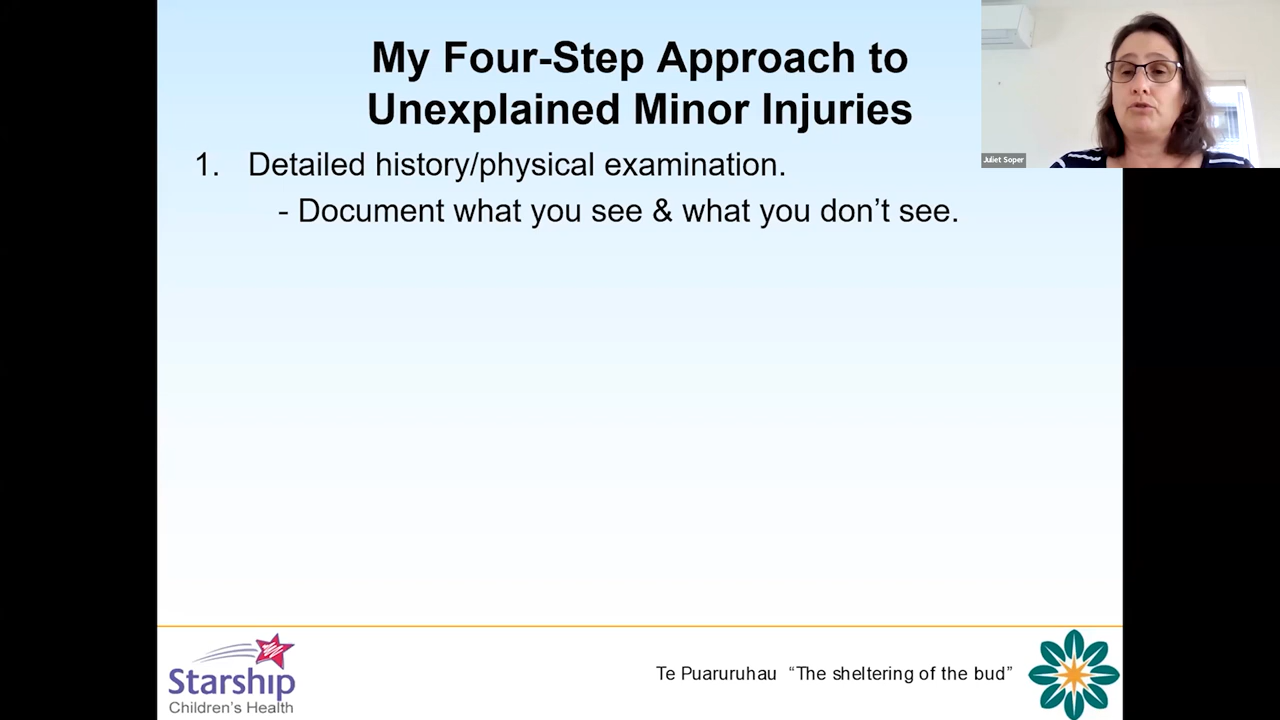 My Four-Step Approach to
Unexplained Minor Injuries
1. Detailed history/physical examination.
- Document what you see & what you don’t see.
Juliet Soper
Starship
Children’s Health
Te Puaruruhau “The sheltering of the bud”